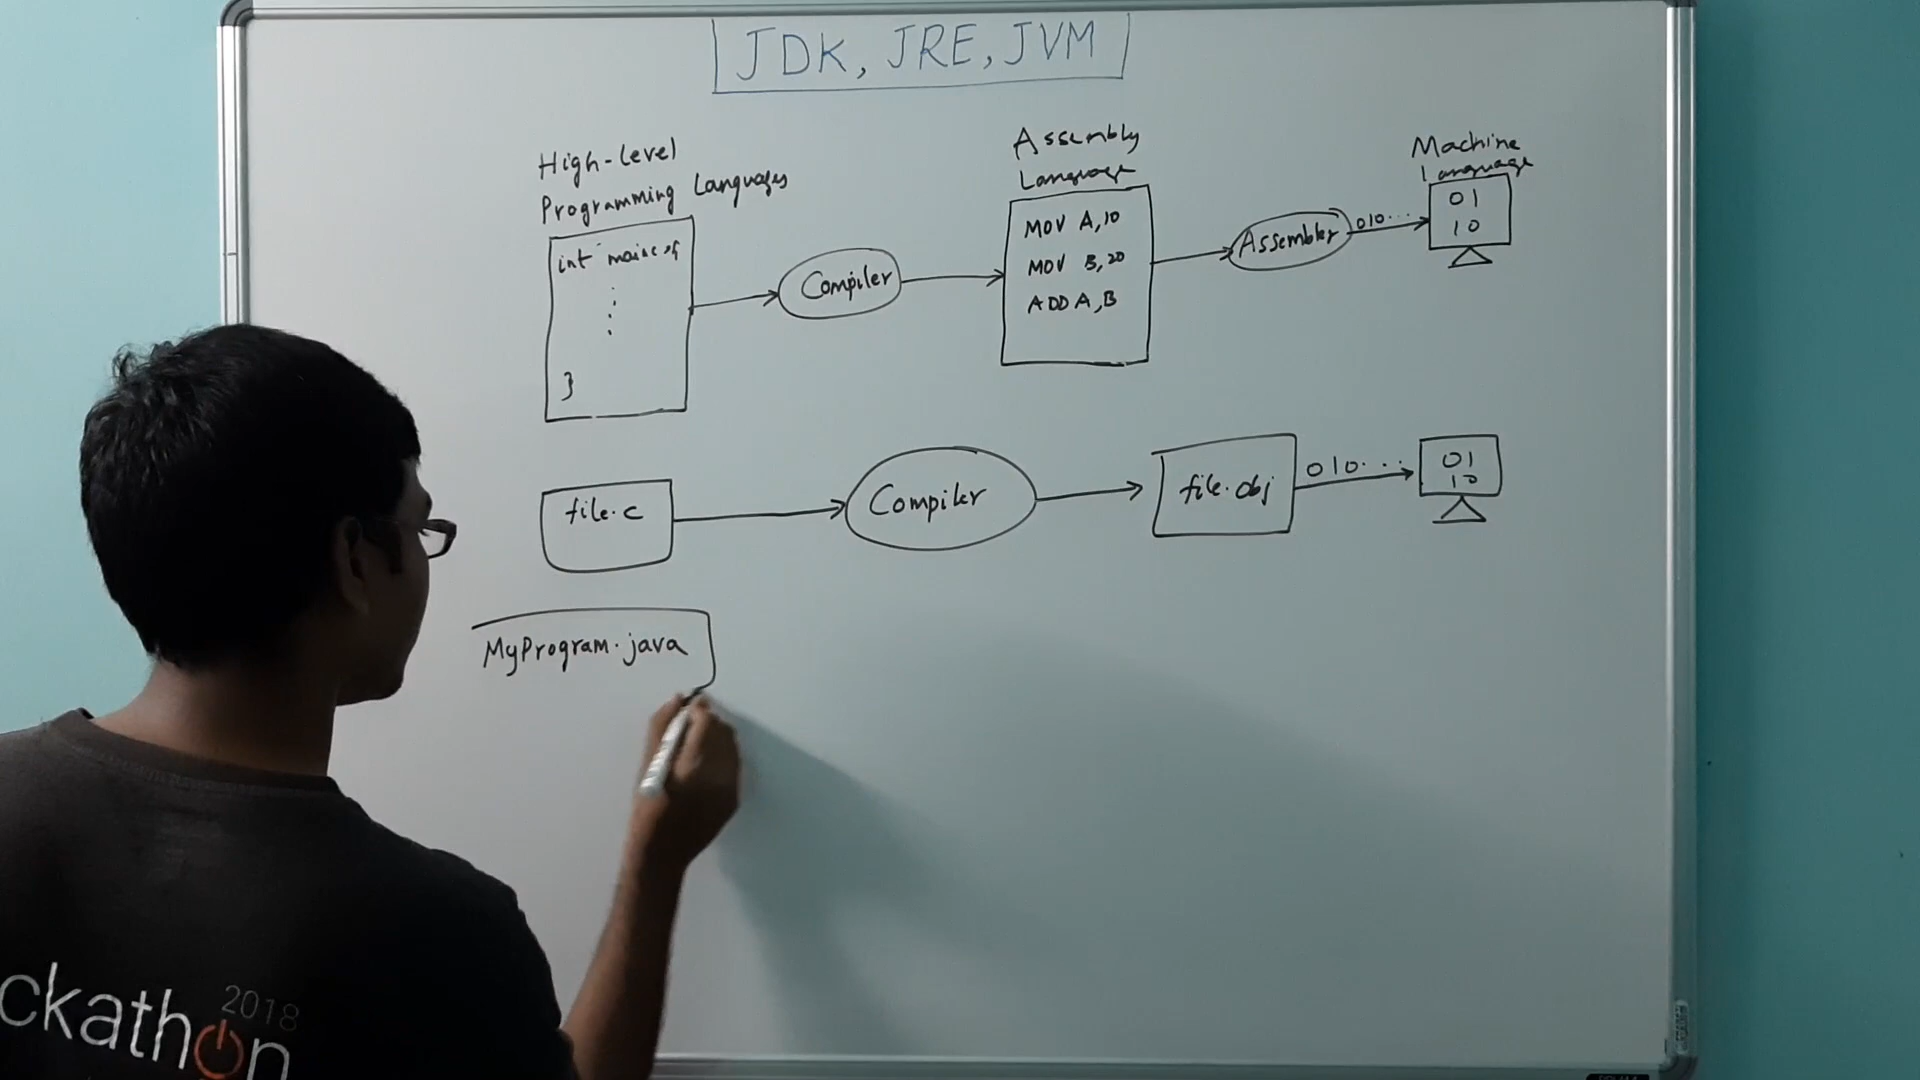 JDK, JRE, JVM
High-Level
Programming Languages
int main() {
}
Compiler
Assembly
Language
MOV A,10
MOV B,20
ADD A,B
Assembler
010...
Machine
Language
01
10
file.c
Compiler
file.obj
010...
01
10
MyProgram.java
ckathon
2018